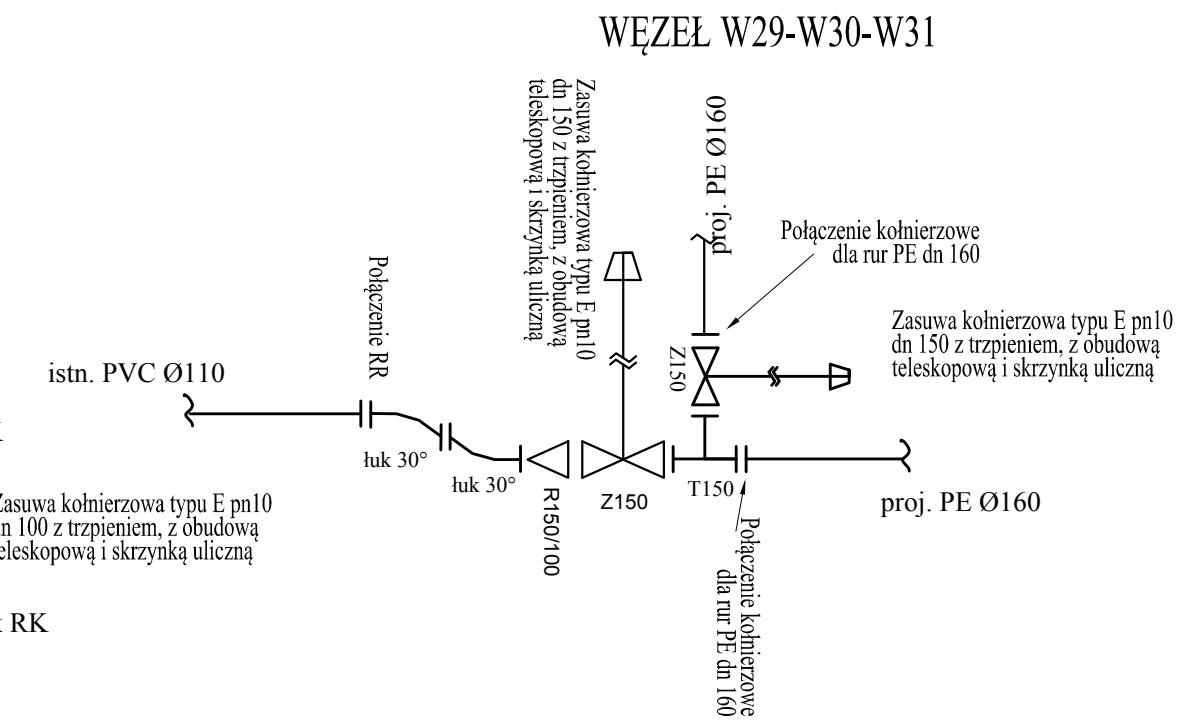 WĘZEŁ W29-W30-W31
Zasuwa kołnierzowa typu E pn10
dn 150 z trzpieniem, z obudową
teleskopową i skrzynką uliczną
proj. PE Ø160
Połączenie kołnierzowe
dla rur PE dn 160
Zasuwa kołnierzowa typu E pn10
dn 150 z trzpieniem, z obudową
teleskopową i skrzynką uliczną
Z150
Połączenie RR
istn. PVC Ø110
łuk 30°
łuk 30°
R150/100
Z150
T150
proj. PE Ø160
Połączenie kołnierzowe
dla rur PE dn 160
Zasuwa kołnierzowa typu E pn10
dn 100 z trzpieniem, z obudową
teleskopową i skrzynką uliczną
RK